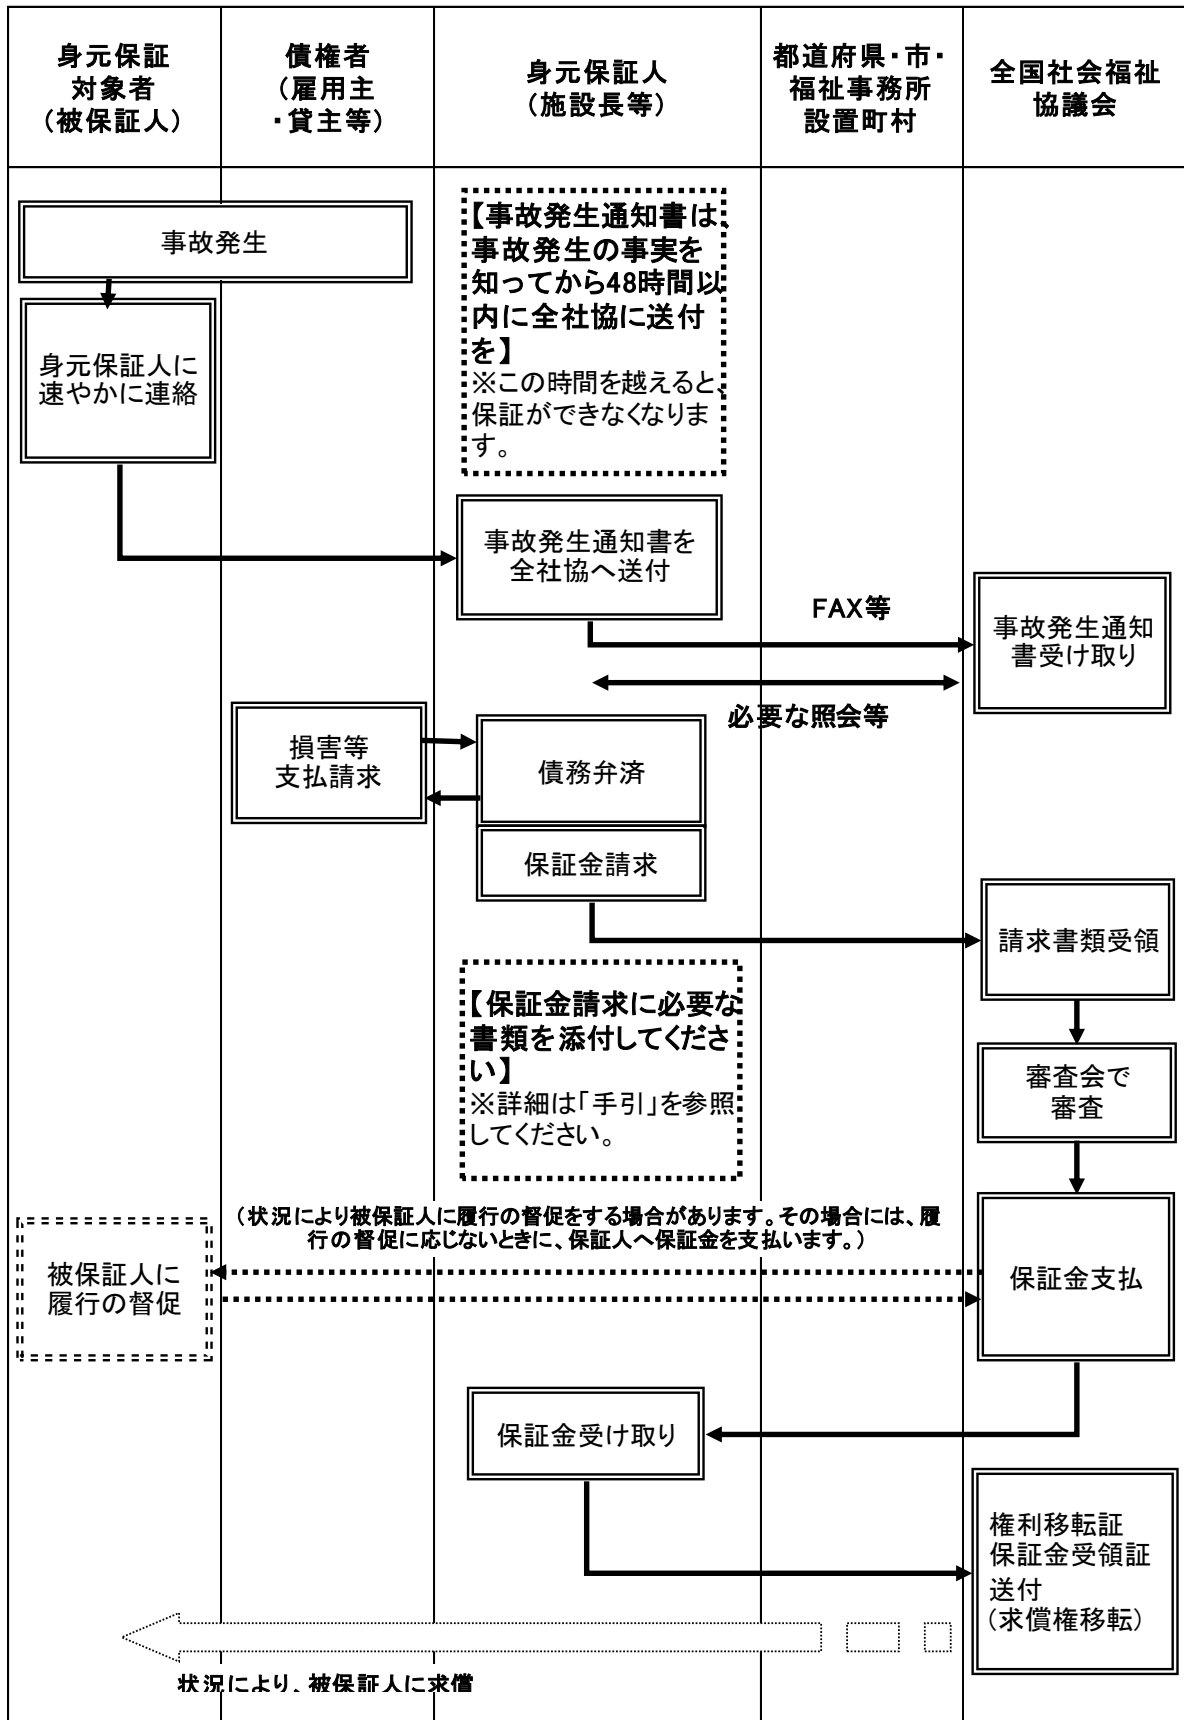 身元保証
対象者
（被保証人）
債権者
（雇用主
・貸主等）
身元保証人
（施設長等）
都道府県・市・
福祉事務所
設置町村
全国社会福祉
協議会
事故発生
身元保証人に
速やかに連絡
【事故発生通知書は、
事故発生の事実を
知ってから48時間以
内に全社協に送付
を】
※この時間を越えると、
保証ができなくなりま
す。
事故発生通知書を
全社協へ送付
FAX等
事故発生通知
書受け取り
必要な照会等
損害等
支払請求
債務弁済
保証金請求
請求書類受領
【保証金請求に必要な
書類を添付してくださ
い】
※詳細は「手引」を参照
してください。
審査会で
審査
（状況により被保証人に履行の督促をする場合があります。その場合には、履
行の督促に応じないときに、保証人へ保証金を支払います。）
被保証人に
履行の督促
保証金支払
保証金受け取り
権利移転証
保証金受領証
送付
（求償権移転）
状況により、被保証人に求償